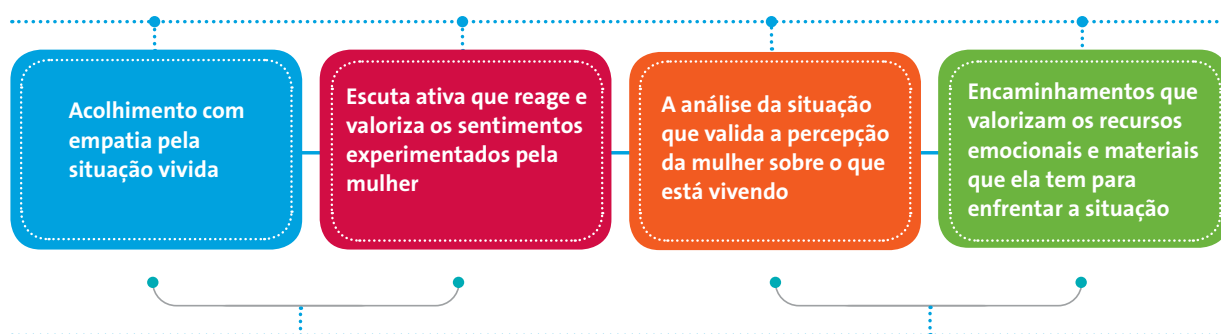 Acolhimento com
empatia pela
situação vivida
Escuta ativa que reage e
valoriza os sentimentos
experimentados pela
mulher
A análise da situação
que valida a percepção
da mulher sobre o que
está vivendo
Encaminhamentos que
valorizam os recursos
emocionais e materiais
que ela tem para
enfrentar a situação